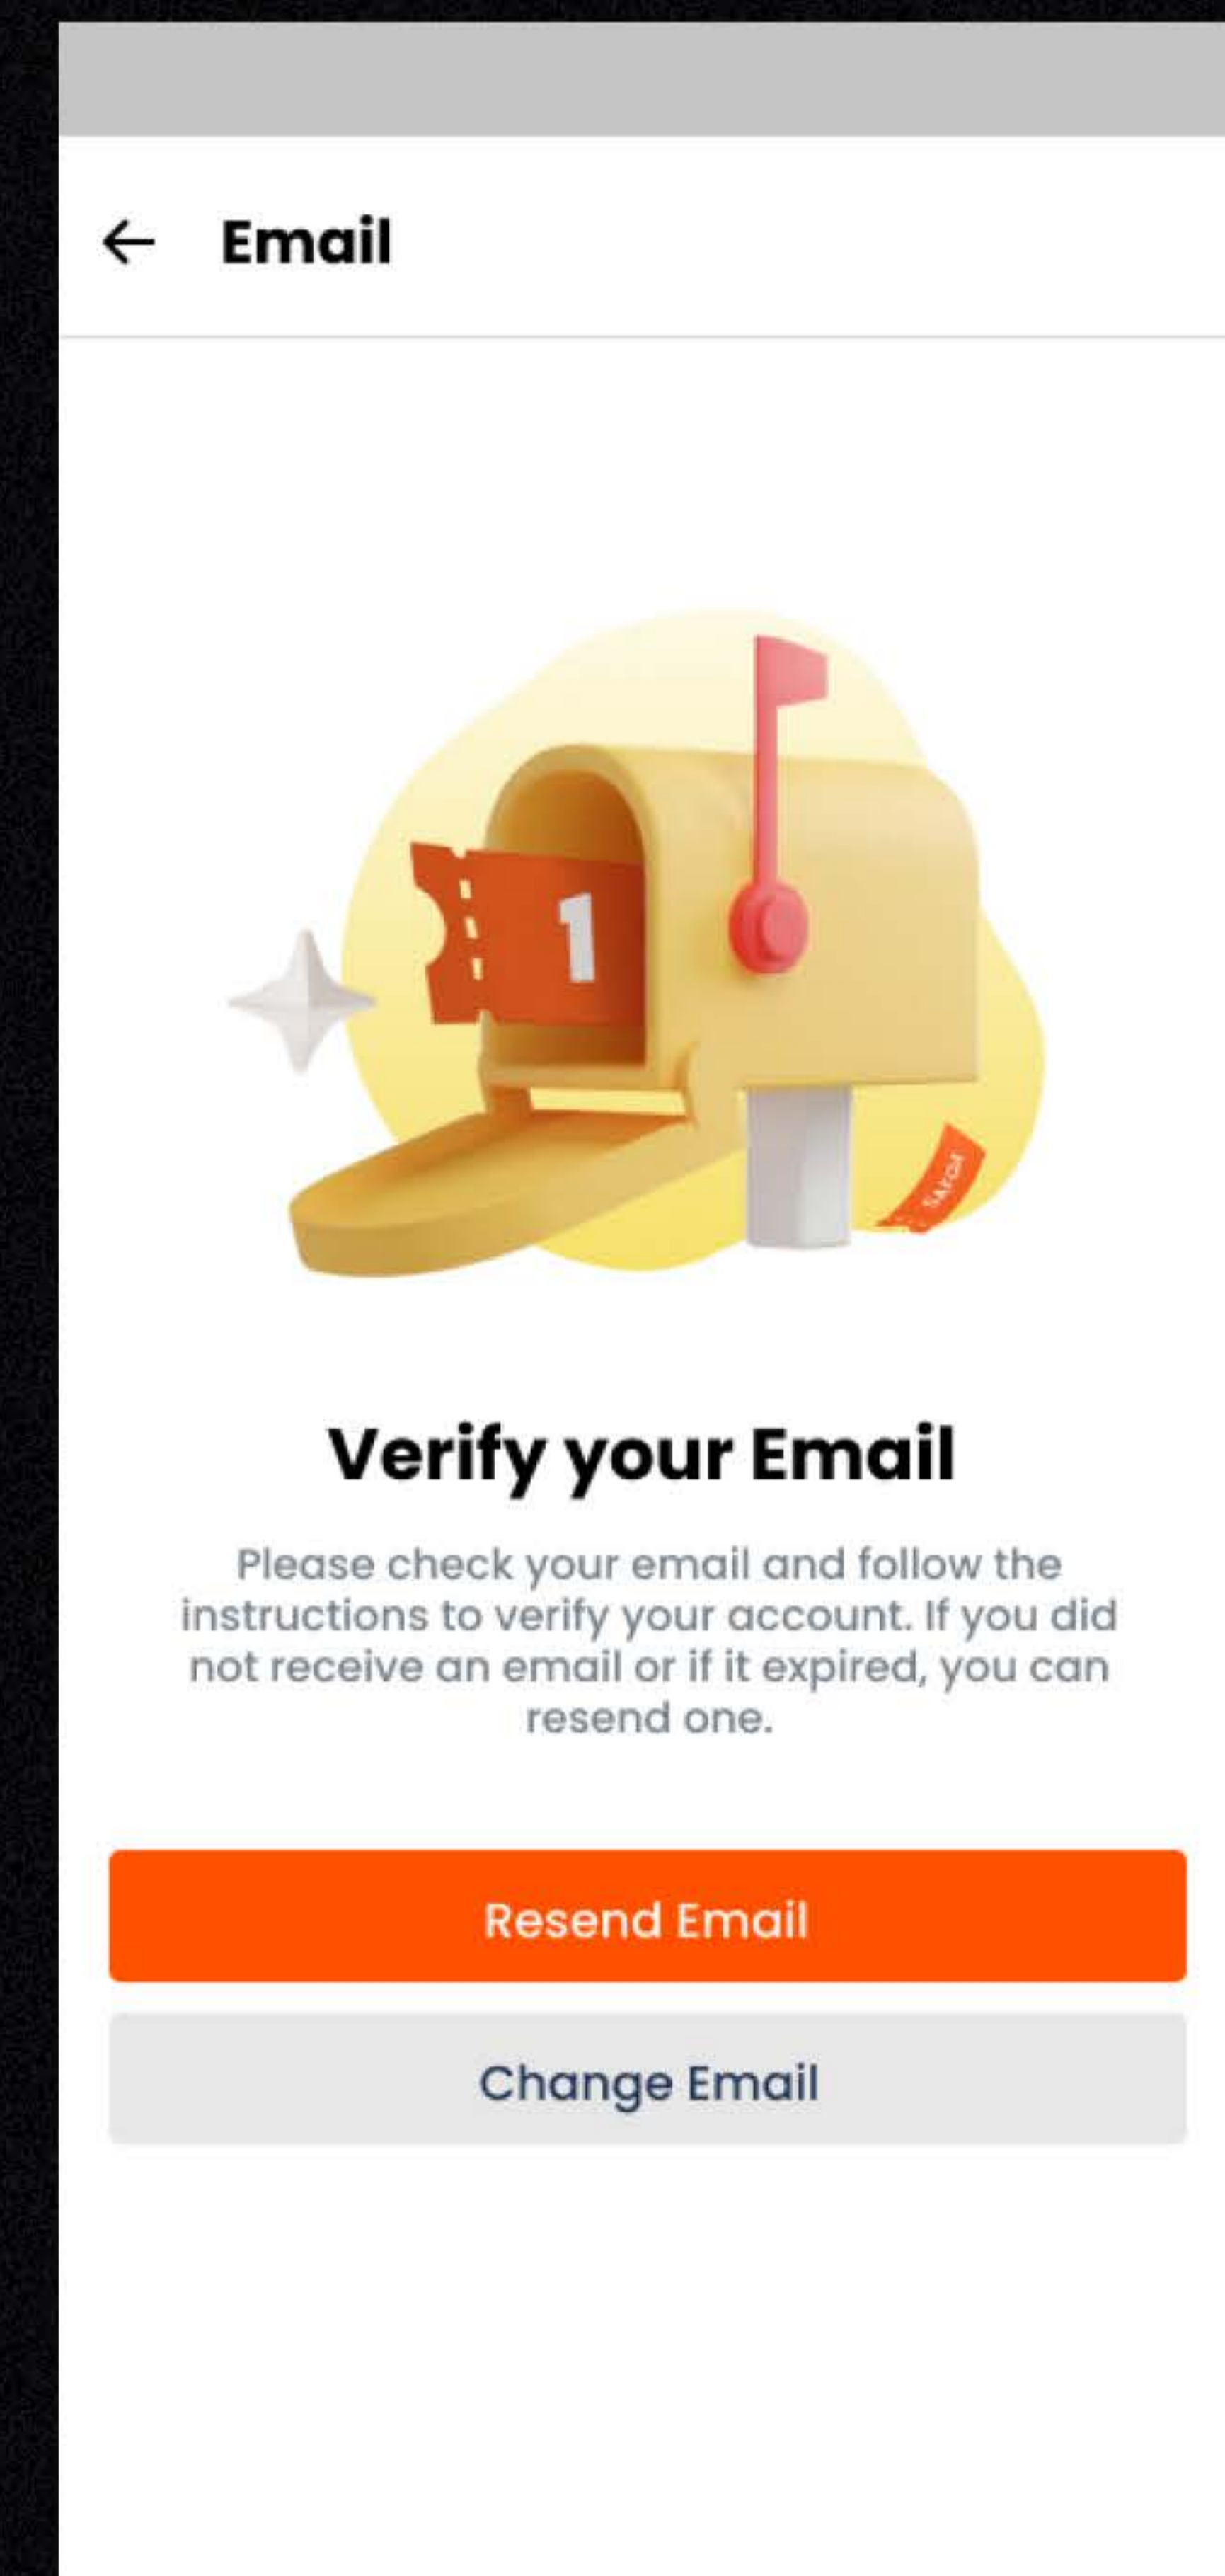 Email
1
Verify your Email
Please check your email and follow the
instructions to verify your account. If you did
not receive an email or if it expired, you can
resend one.
Resend Email
Change Email